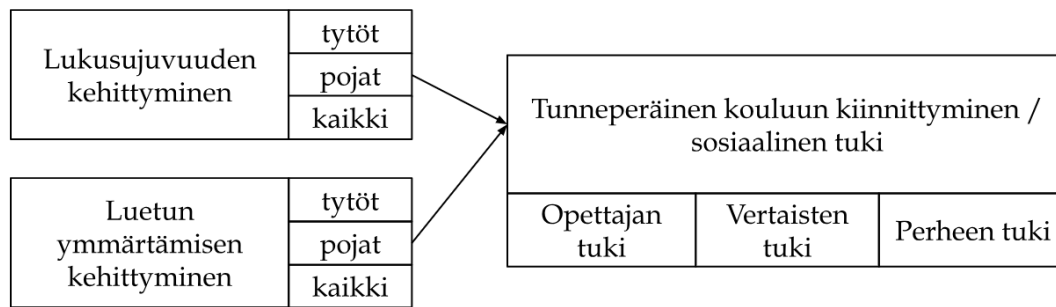 Lukusujuvuuden
kehittyminen
tytöt
pojat
kaikki
Luetun
ymmärtämisen
kehittyminen
tytöt
pojat
kaikki
Tunneperäinen kouluun kiinnittyminen /
sosiaalinen tuki
Opettajan
tuki
Vertaisten
tuki
Perheen tuki